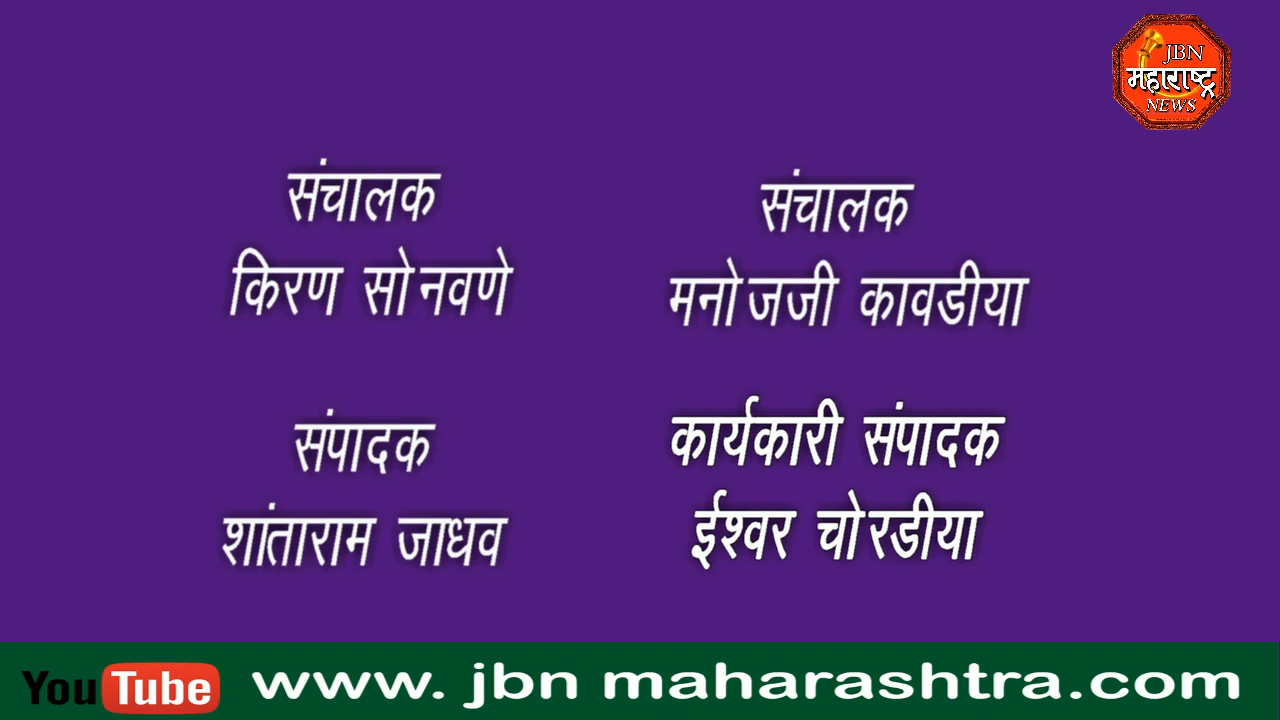 JBN
महाराष्ट्र
NEWS
संचालक
किरण सोनवणे
संचालक
मनोजजी कावडीया
संपादक
शांताराम जाधव
कार्यकारी संपादक
ईश्वर चोरडीया
YouTube www. jbn maharashtra.com